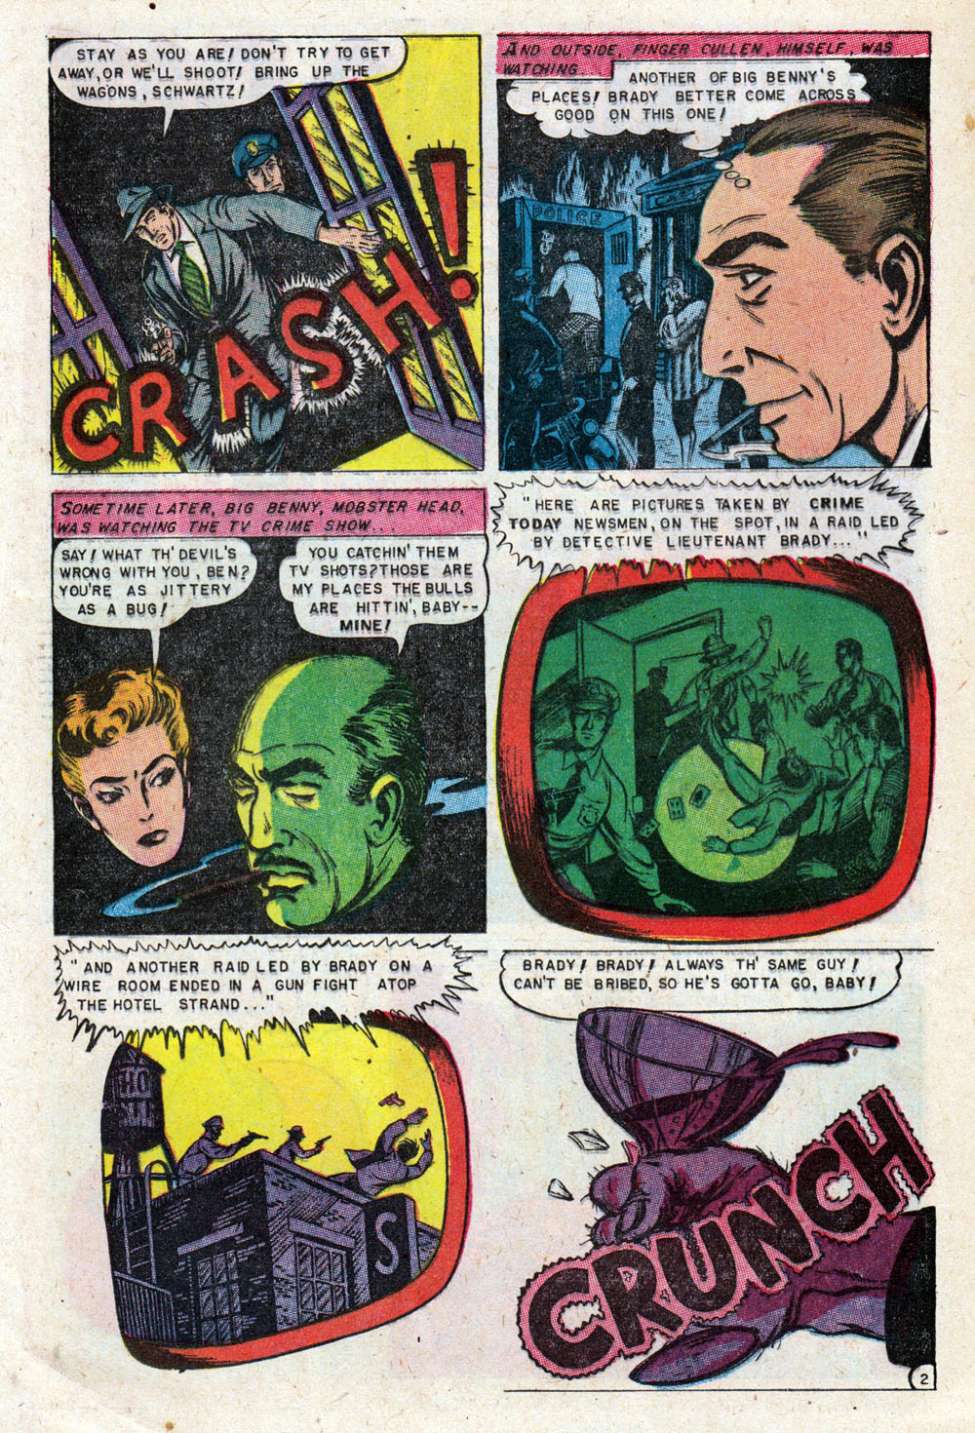 STAY AS YOU ARE! DON'T TRY TO GET
AWAY, OR WE'LL SHOOT! BRING UP THE
WAGONS, SCHWARTZ!
CRASH!
AND OUTSIDE, FINGER CULLEN, HIMSELF, WAS
WATCHING...
ANOTHER OF BIG BENNY'S
PLACES! BRADY BETTER COME ACROSS
GOOD ON THIS ONE!
POLICE
SOMETIME LATER, BIG BENNY, MOBSTER HEAD,
WAS WATCHING THE TV CRIME SHOW...
SAY! WHAT TH' DEVIL'S
WRONG WITH YOU, BEN?
YOU'RE AS JITTERY
AS A BUG!
YOU CATCHIN' THEM
TV SHOTS? THOSE ARE
MY PLACES THE BULLS
ARE HITTIN', BABY--
MINE!
"HERE ARE PICTURES TAKEN BY CRIME
TODAY NEWSMEN, ON THE SPOT, IN A RAID LED
BY DETECTIVE LIEUTENANT BRADY..."
"AND ANOTHER RAID LED BY BRADY ON A
WIRE ROOM ENDED IN A GUN FIGHT ATOP
THE HOTEL STRAND..."
HO
S
BRADY! BRADY! ALWAYS TH' SAME GUY!
CAN'T BE BRIBED, SO HE'S GOTTA GO, BABY!
CRUNCH
2